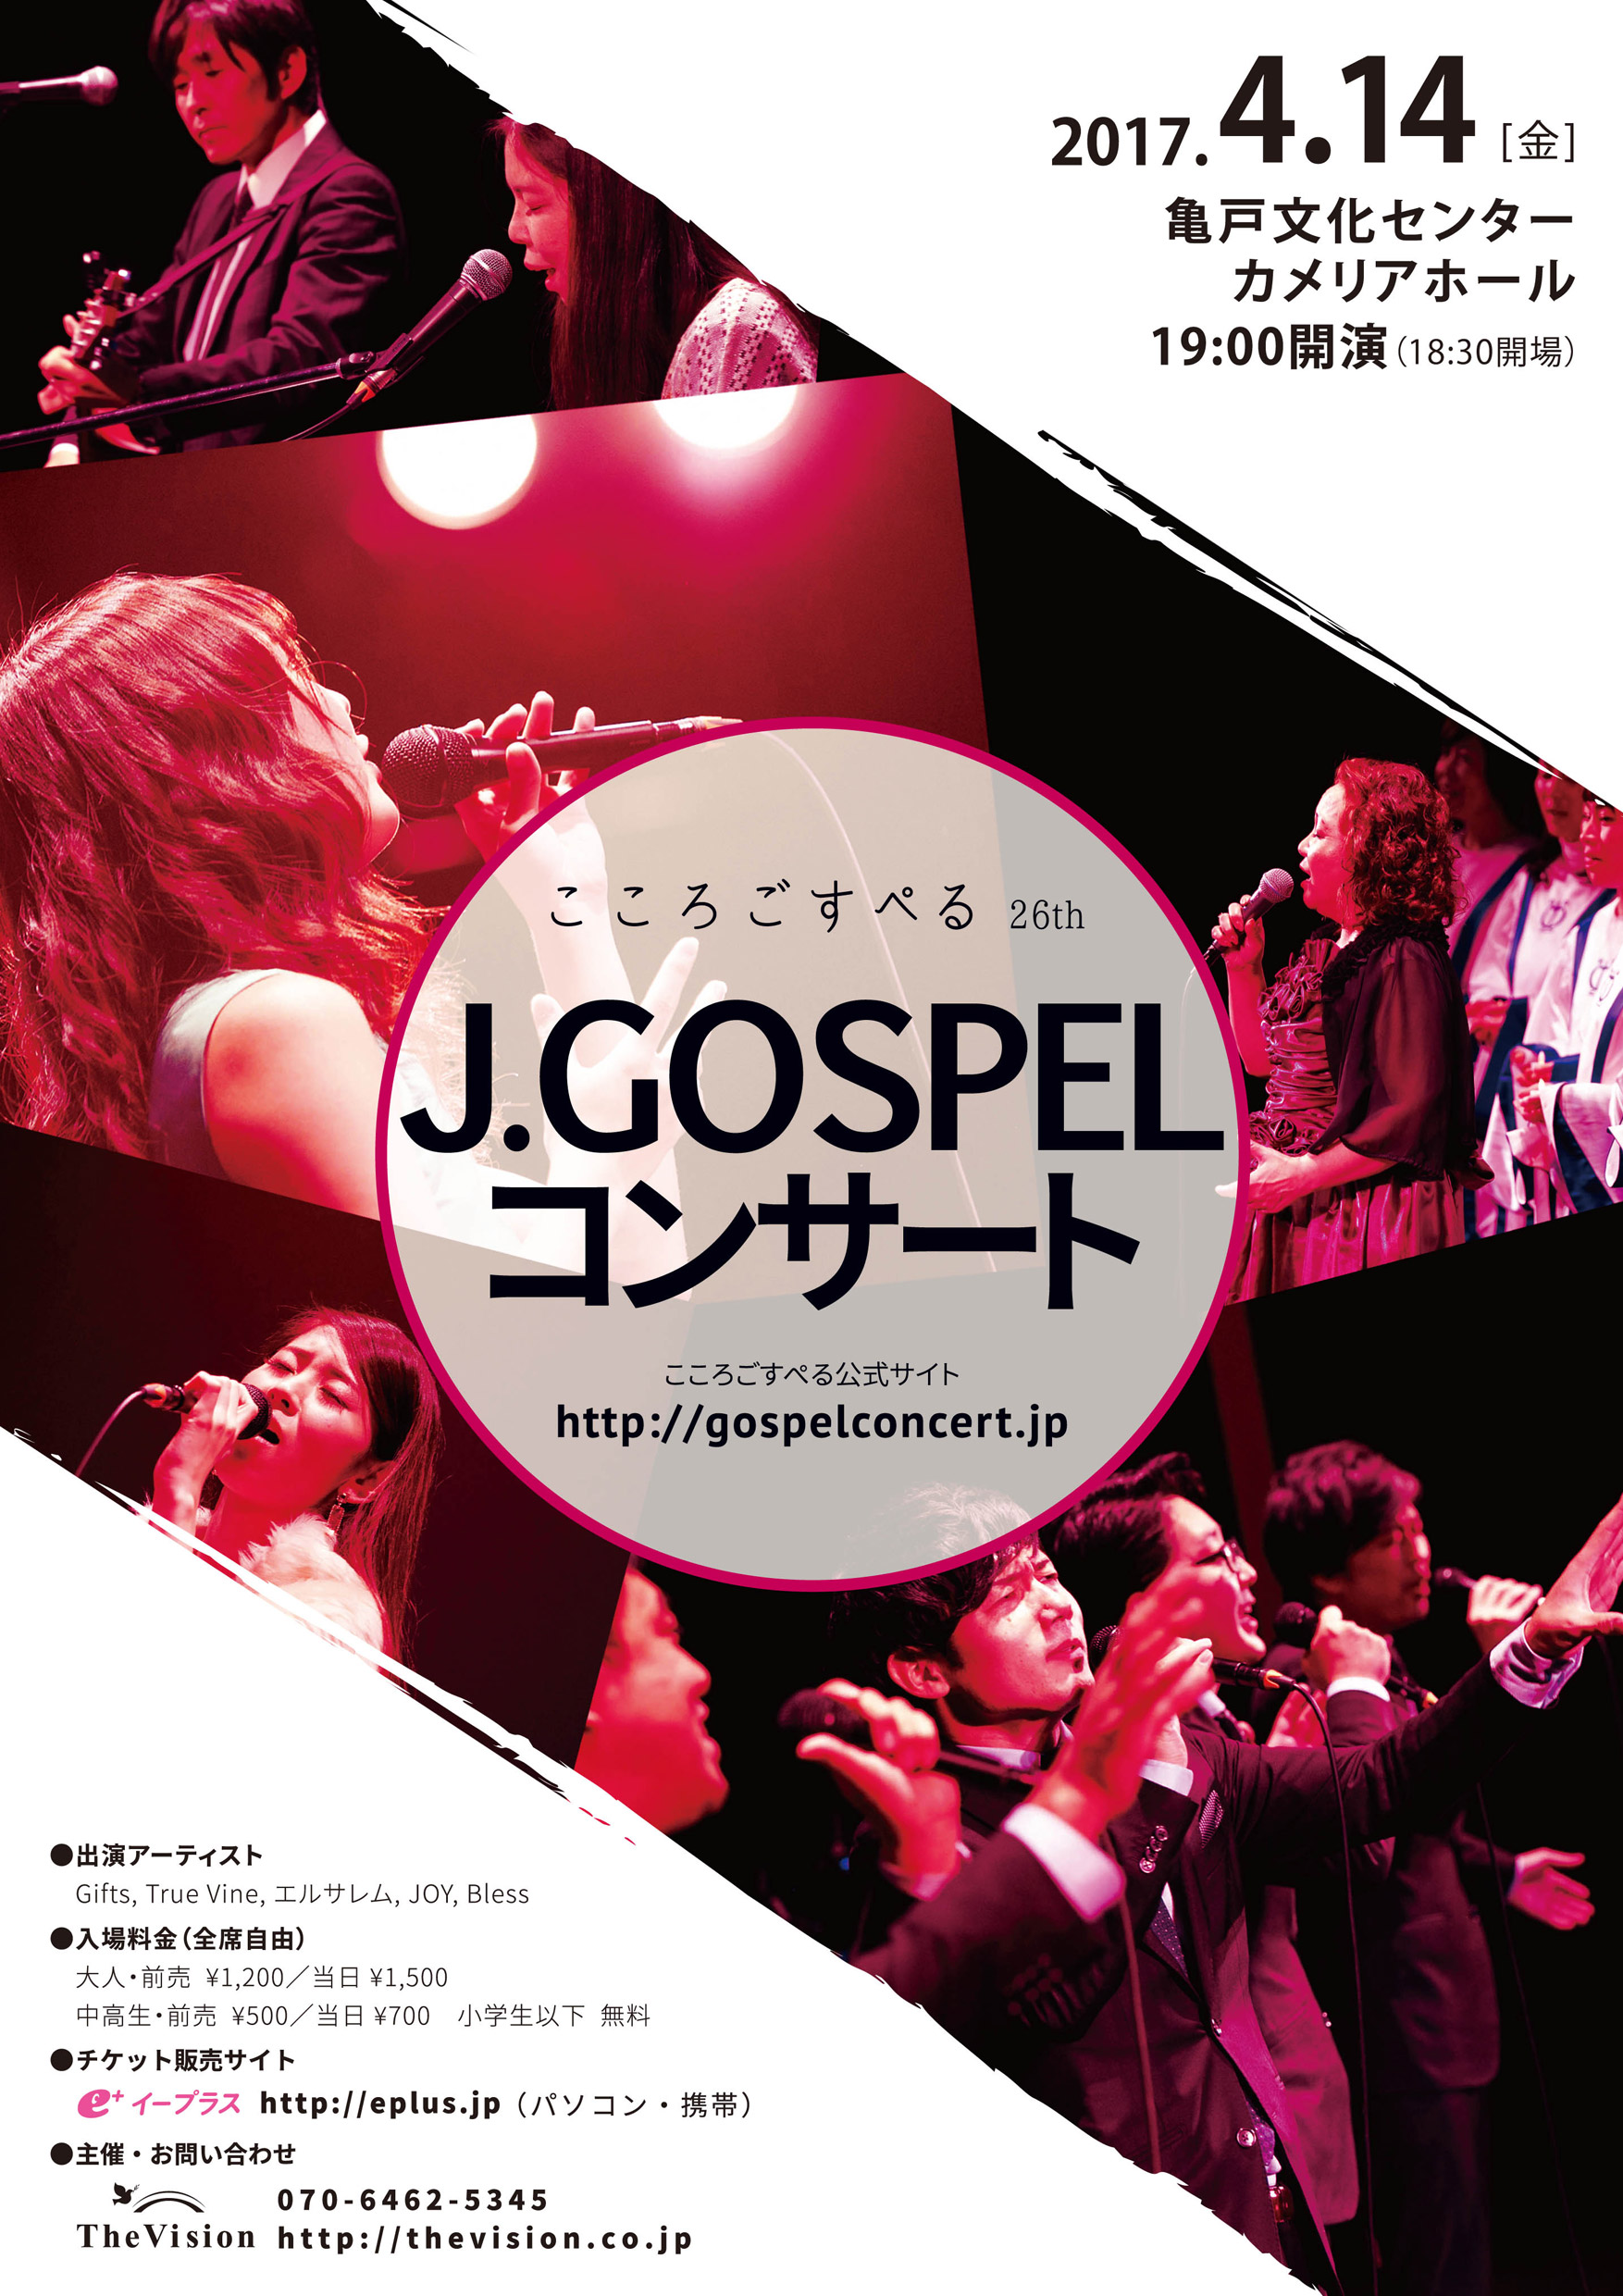 2017.4.14 [金]
亀戸文化センター
カメリアホール
19:00開演(18:30開場)
こころごすぺる 26th
J.GOSPEL
コンサート
こころごすぺる公式サイト
http://gospelconcert.jp
●出演アーティスト
Gifts, True Vine, エルサレム, JOY, Bless
●入場料金(全席自由)
大人・前売 ¥1,200／当日 ¥1,500
中高生・前売 ¥500／当日 ¥700 小学生以下 無料
●チケット販売サイト
e+ イープラス http://eplus.jp (パソコン・携帯)
●主催・お問い合わせ
TheVision
070-6462-5345
http://thevision.co.jp